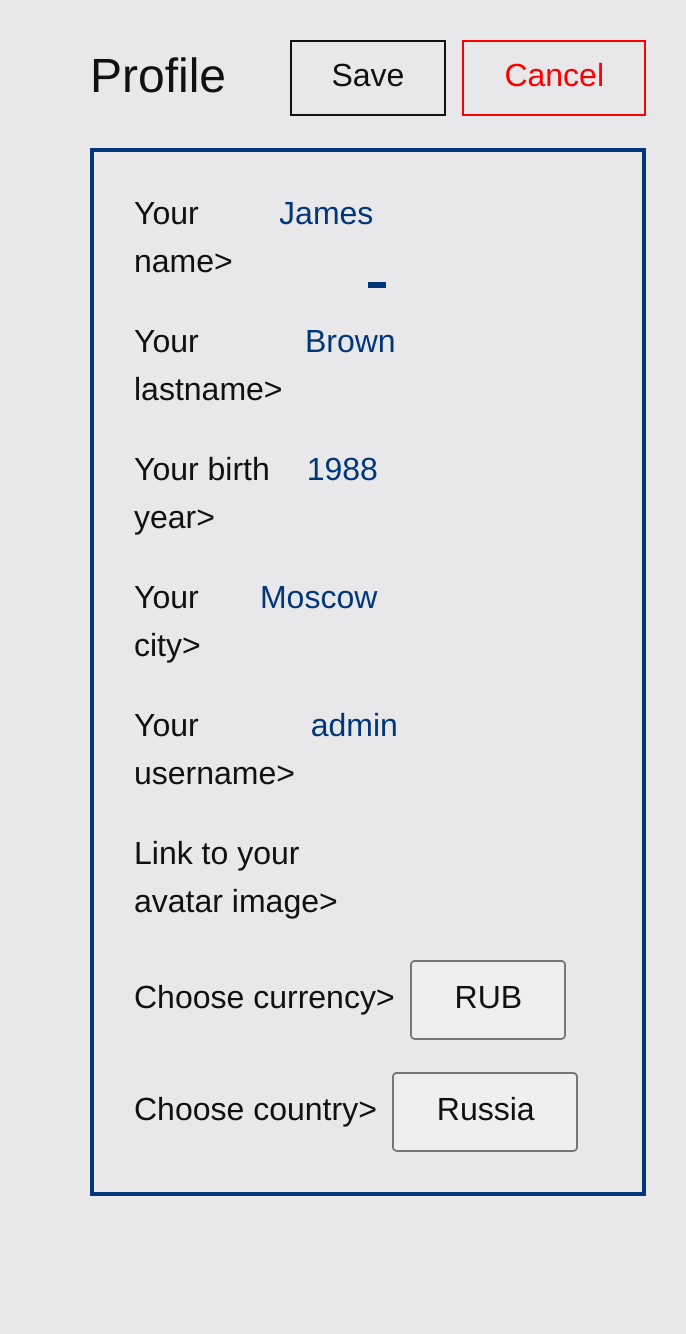 Profile Save Cancel
Your James
name>
Your Brown
lastname>
Your birth 1988
year>
Your Moscow
city>
Your admin
username>
Link to your
avatar image>
Choose currency> RUB
Choose country> Russia